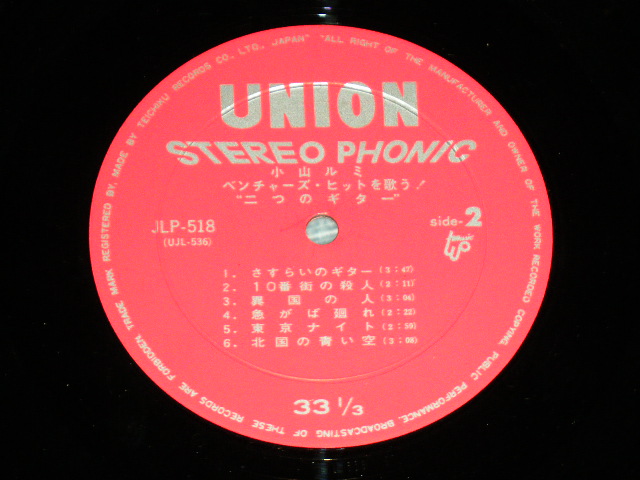 UNION
STEREO PHONIC
小山ルミ
ベンチャーズ・ヒットを歌う!
"二つのギター"
JLP-518
(UJL-536)
side-2
1. さすらいのギター (3:47)
2. 10番街の殺人 (2:11)
3. 異国の人 (3:04)
4. 急がば廻れ (2:22)
5. 東京ナイト (2:59)
6. 北国の青い空 (3:08)
33 1/3
TRADE MARK REGISTERED BY, MADE BY TEICHIKU RECORDS CO., LTD., JAPAN" "ALL RIGHT OF THE MANUFACTURER AND OWNER OF THE WORK RECORDED COPYING, PUBLIC PERFORMANCE, BROADCASTING OF THESE RECORDS ARE FORBIDDEN